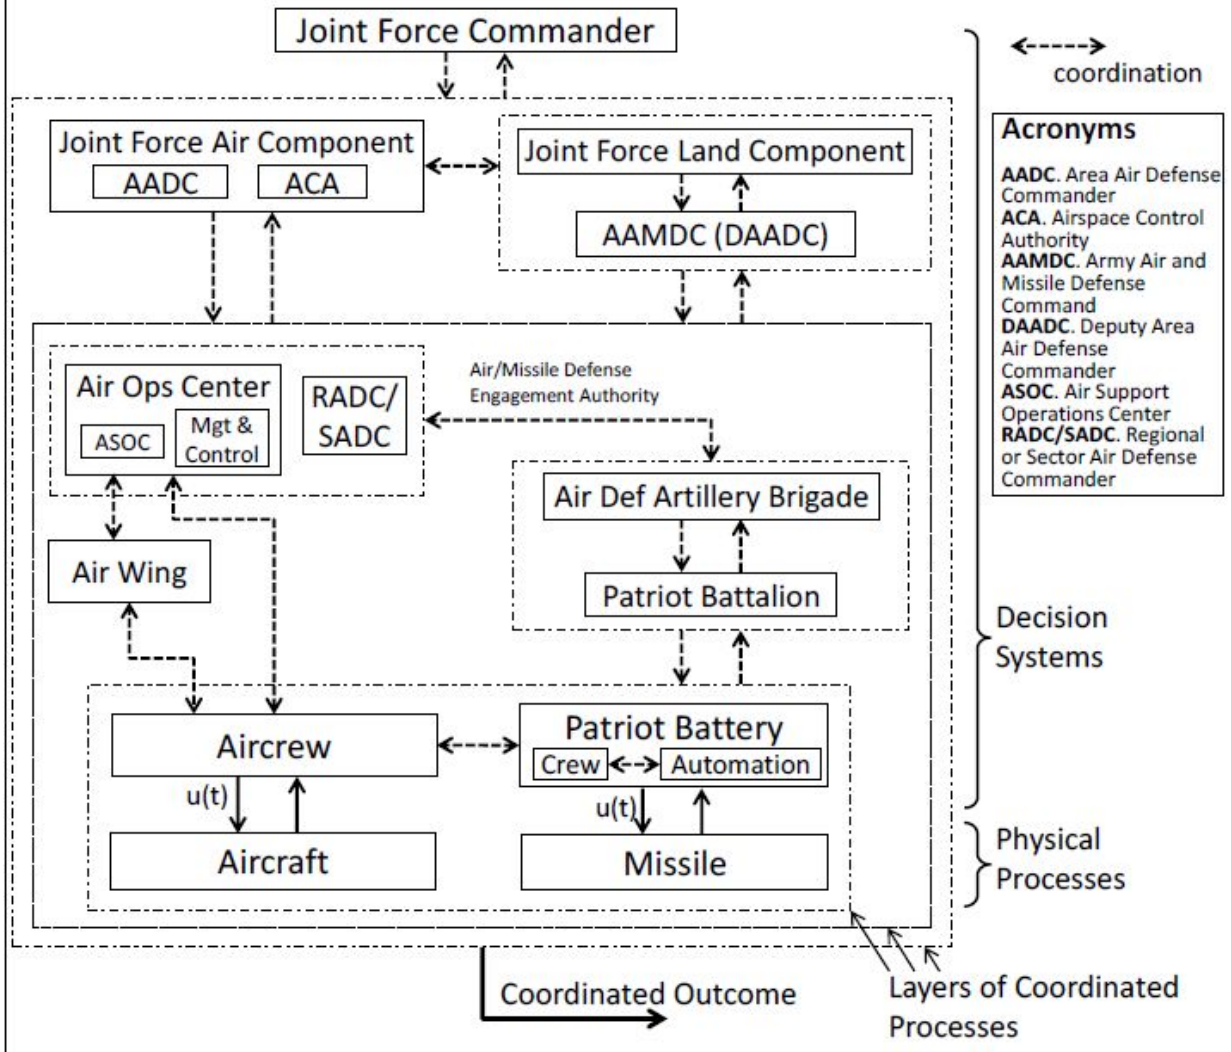 Joint Force Commander
coordination
Joint Force Air Component
AADC
ACA
Joint Force Land Component
AAMDC (DAADC)
Acronyms
AADC. Area Air Defense
Commander
ACA. Airspace Control
Authority
AAMDC. Army Air and
Missile Defense
Command
DAADC. Deputy Area
Air Defense
Commander
ASOC. Air Support
Operations Center
RADC/SADC. Regional
or Sector Air Defense
Commander
Air Ops Center
ASOC
Mgt &
Control
RADC/
SADC
Air/Missile Defense
Engagement Authority
Air Def Artillery Brigade
Patriot Battalion
Air Wing
Decision
Systems
Aircrew
u(t)
Aircraft
Patriot Battery
Crew
Automation
u(t)
Missile
Physical
Processes
Coordinated Outcome
Layers of Coordinated
Processes